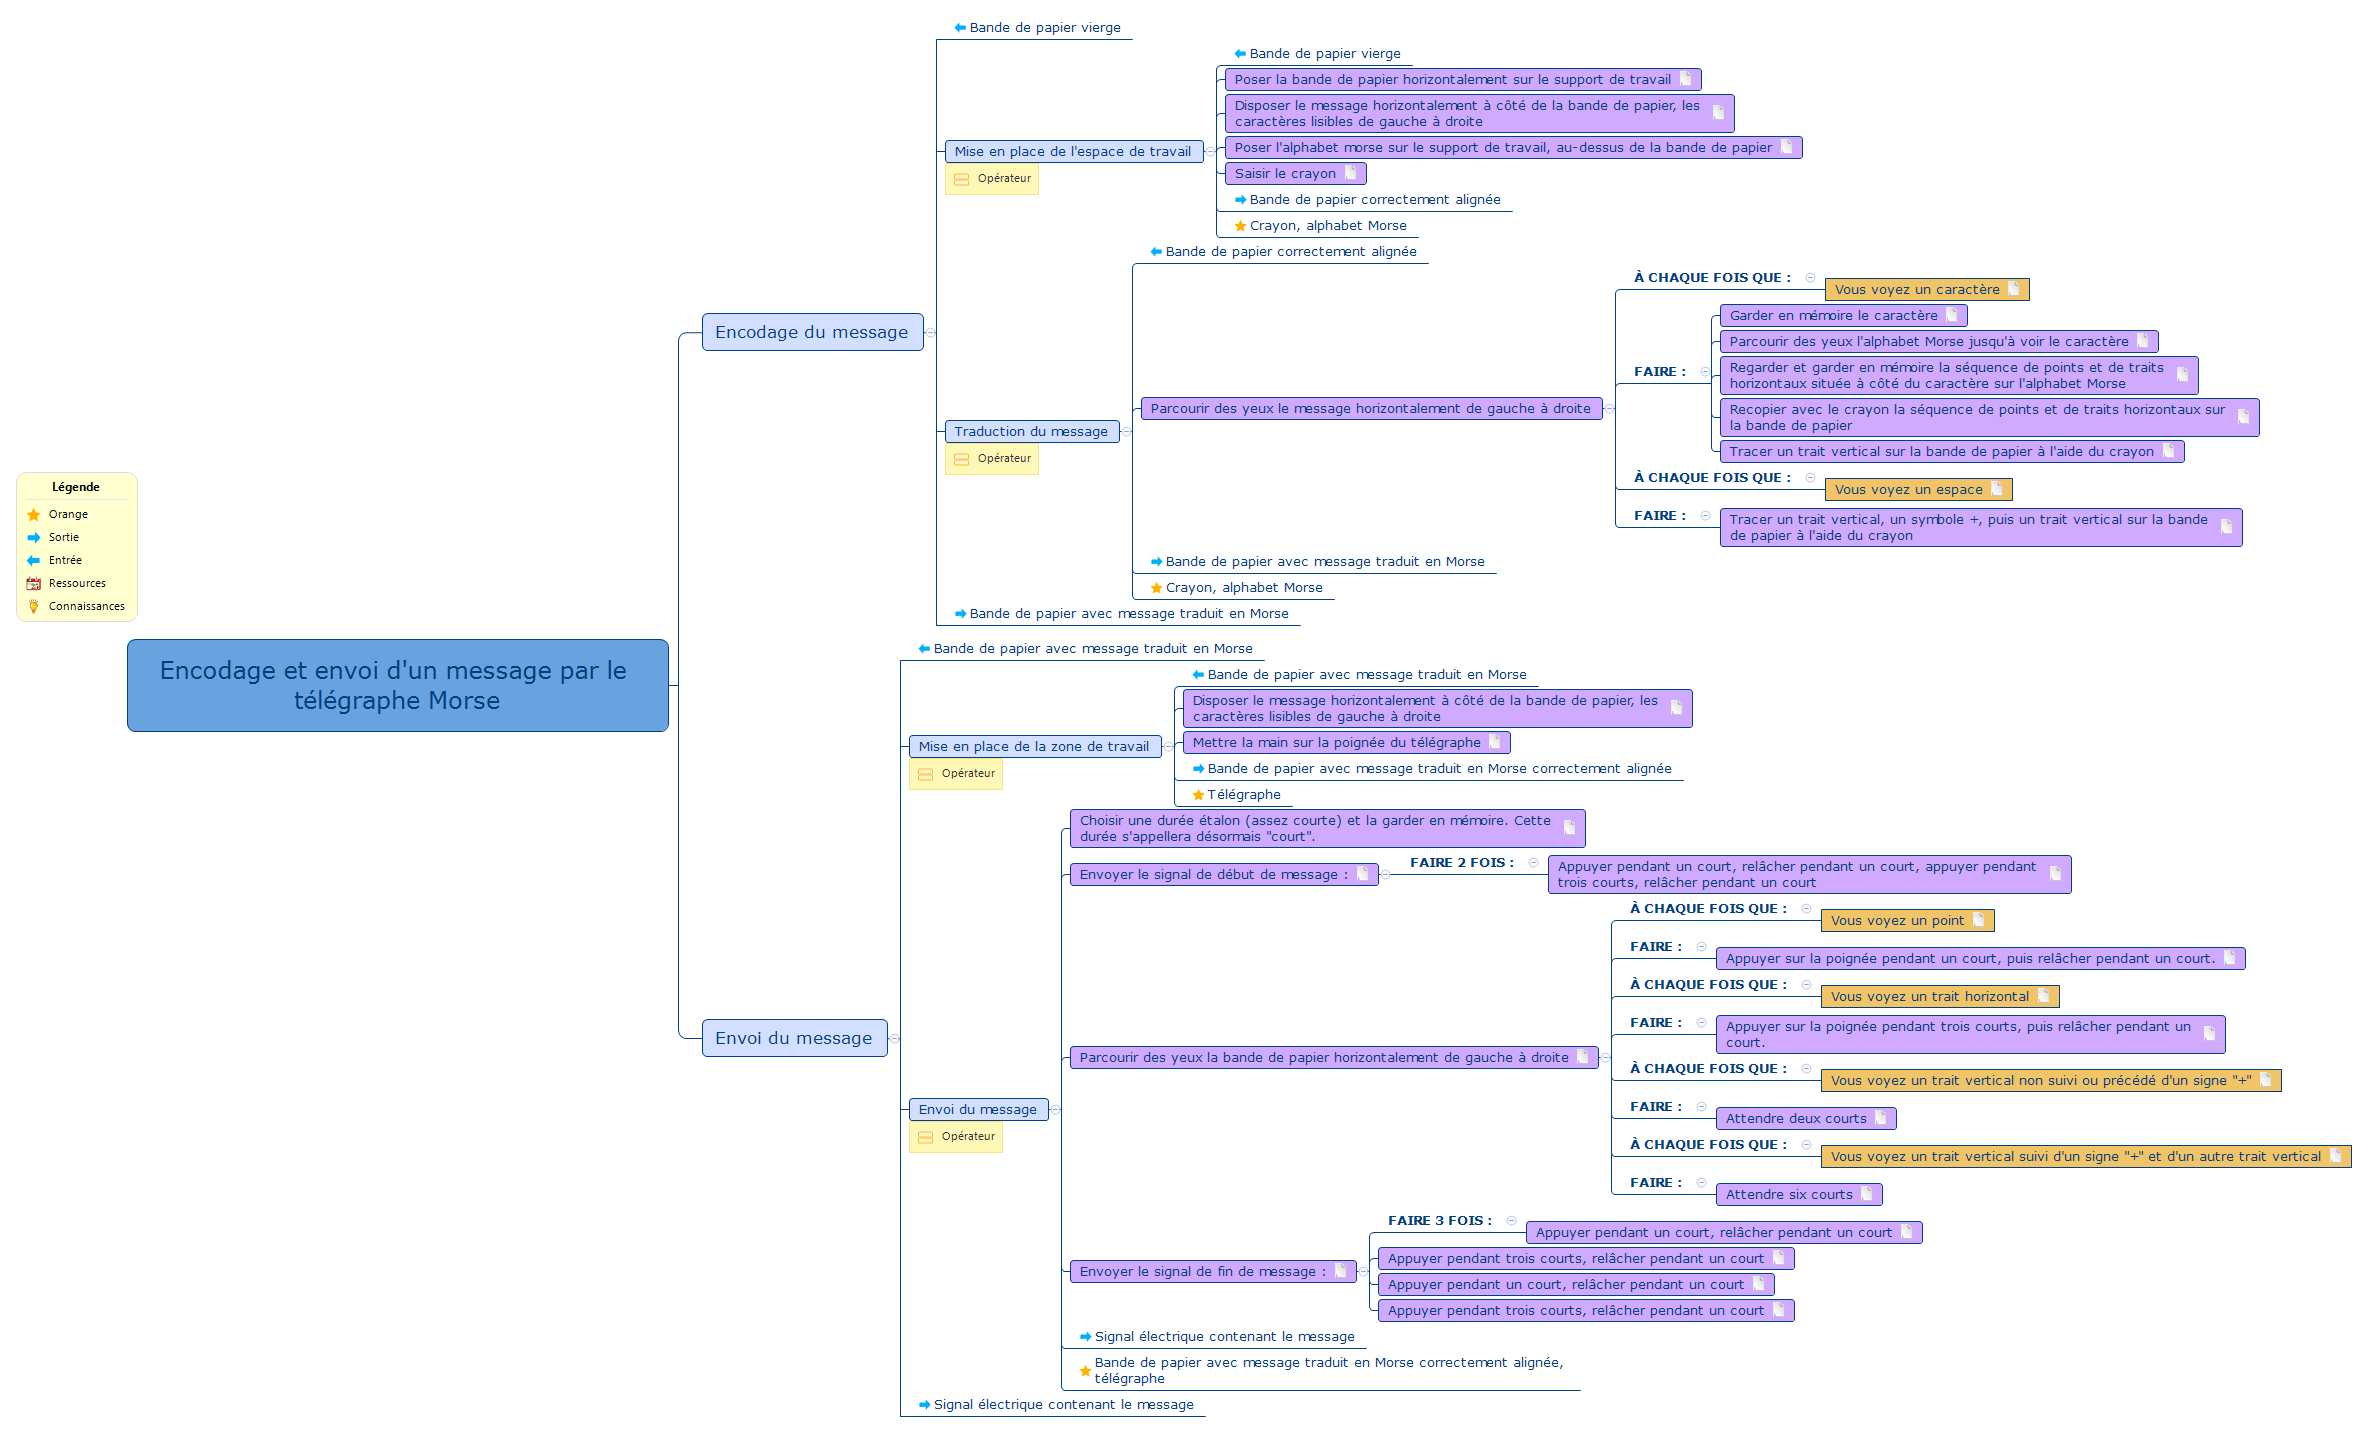 Bande de papier vierge
Bande de papier vierge
Poser la bande de papier horizontalement sur le support de travail
Disposer le message horizontalement à côté de la bande de papier, les
caractères lisibles de gauche à droite
Mise en place de l'espace de travail
Poser l'alphabet morse sur le support de travail, au-dessus de la bande de papier
Opérateur
Saisir le crayon
Bande de papier correctement alignée
Crayon, alphabet Morse
Encodage du message
Bande de papier correctement alignée
À CHAQUE FOIS QUE :
Vous voyez un caractère
Garder en mémoire le caractère
Parcourir des yeux l'alphabet Morse jusqu'à voir le caractère
FAIRE :
Regarder et garder en mémoire la séquence de points et de traits
horizontaux située à côté du caractère sur l'alphabet Morse
Parcourir des yeux le message horizontalement de gauche à droite
Recopier avec le crayon la séquence de points et de traits horizontaux sur
la bande de papier
Traduction du message
Opérateur
Tracer un trait vertical sur la bande de papier à l'aide du crayon
À CHAQUE FOIS QUE :
Vous voyez un espace
FAIRE :
Tracer un trait vertical, un symbole +, puis un trait vertical sur la bande
de papier à l'aide du crayon
Bande de papier avec message traduit en Morse
Crayon, alphabet Morse
Bande de papier avec message traduit en Morse
Légende
Orange
Sortie
Entrée
Ressources
Connaissances
Encodage et envoi d'un message par le
télégraphe Morse
Bande de papier avec message traduit en Morse
Bande de papier avec message traduit en Morse
Disposer le message horizontalement à côté de la bande de papier, les
caractères lisibles de gauche à droite
Mise en place de la zone de travail
Opérateur
Mettre la main sur la poignée du télégraphe
Bande de papier avec message traduit en Morse correctement alignée
Télégraphe
Choisir une durée étalon (assez courte) et la garder en mémoire. Cette
durée s'appellera désormais "court".
Envoyer le signal de début de message :
FAIRE 2 FOIS :
Appuyer pendant un court, relâcher pendant un court, appuyer pendant
trois courts, relâcher pendant un court
À CHAQUE FOIS QUE :
Vous voyez un point
FAIRE :
Appuyer sur la poignée pendant un court, puis relâcher pendant un court.
À CHAQUE FOIS QUE :
Vous voyez un trait horizontal
FAIRE :
Appuyer sur la poignée pendant trois courts, puis relâcher pendant un
court.
Envoi du message
Parcourir des yeux la bande de papier horizontalement de gauche à droite
À CHAQUE FOIS QUE :
Vous voyez un trait vertical non suivi ou précédé d'un signe "+"
FAIRE :
Attendre deux courts
Envoi du message
Opérateur
À CHAQUE FOIS QUE :
Vous voyez un trait vertical suivi d'un signe "+" et d'un autre trait vertical
FAIRE :
Attendre six courts
FAIRE 3 FOIS :
Appuyer pendant un court, relâcher pendant un court
Envoyer le signal de fin de message :
Appuyer pendant trois courts, relâcher pendant un court
Appuyer pendant un court, relâcher pendant un court
Appuyer pendant trois courts, relâcher pendant un court
Signal électrique contenant le message
Bande de papier avec message traduit en Morse correctement alignée,
télégraphe
Signal électrique contenant le message